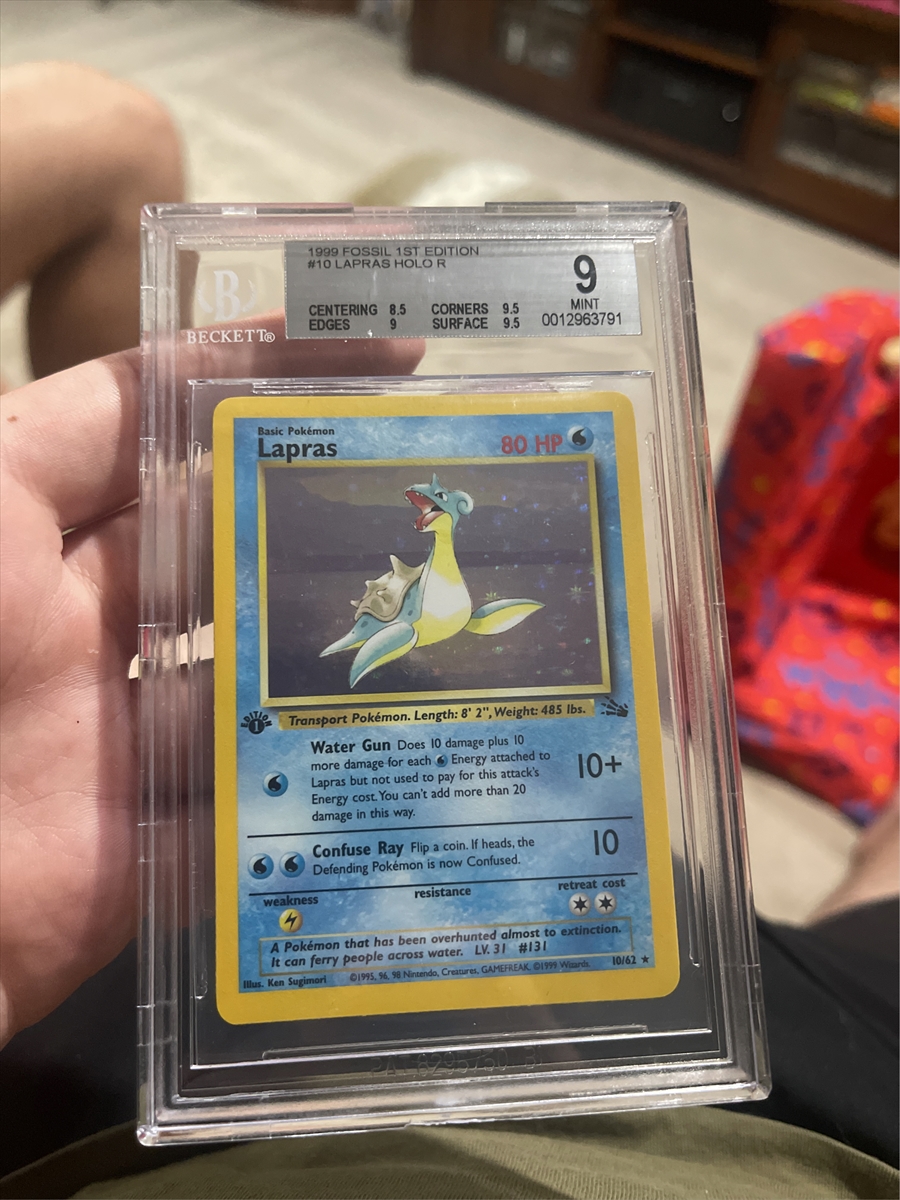 1999 FOSSIL 1ST EDITION
#10 LAPRAS HOLO R
9
MINT
CENTERING 8.5 CORNERS 9.5
EDGES 9 SURFACE 9.5
0012963791
B
BECKETT®
Basic Pokémon
Lapras
80 HP
EDITION
1
Transport Pokémon. Length: 8' 2", Weight: 485 lbs.
Water Gun Does 10 damage plus 10
more damage for each Energy attached to
Lapras but not used to pay for this attack's
Energy cost. You can't add more than 20
damage in this way.
10+
Confuse Ray Flip a coin. If heads, the
Defending Pokémon is now Confused.
10
weakness
resistance
retreat cost
A Pokémon that has been overhunted almost to extinction.
It can ferry people across water. LV. 31 #131
Illus. Ken Sugimori
©1995, 96, 98 Nintendo, Creatures, GAMEFREAK. ©1999 Wizards.
10/62 ★